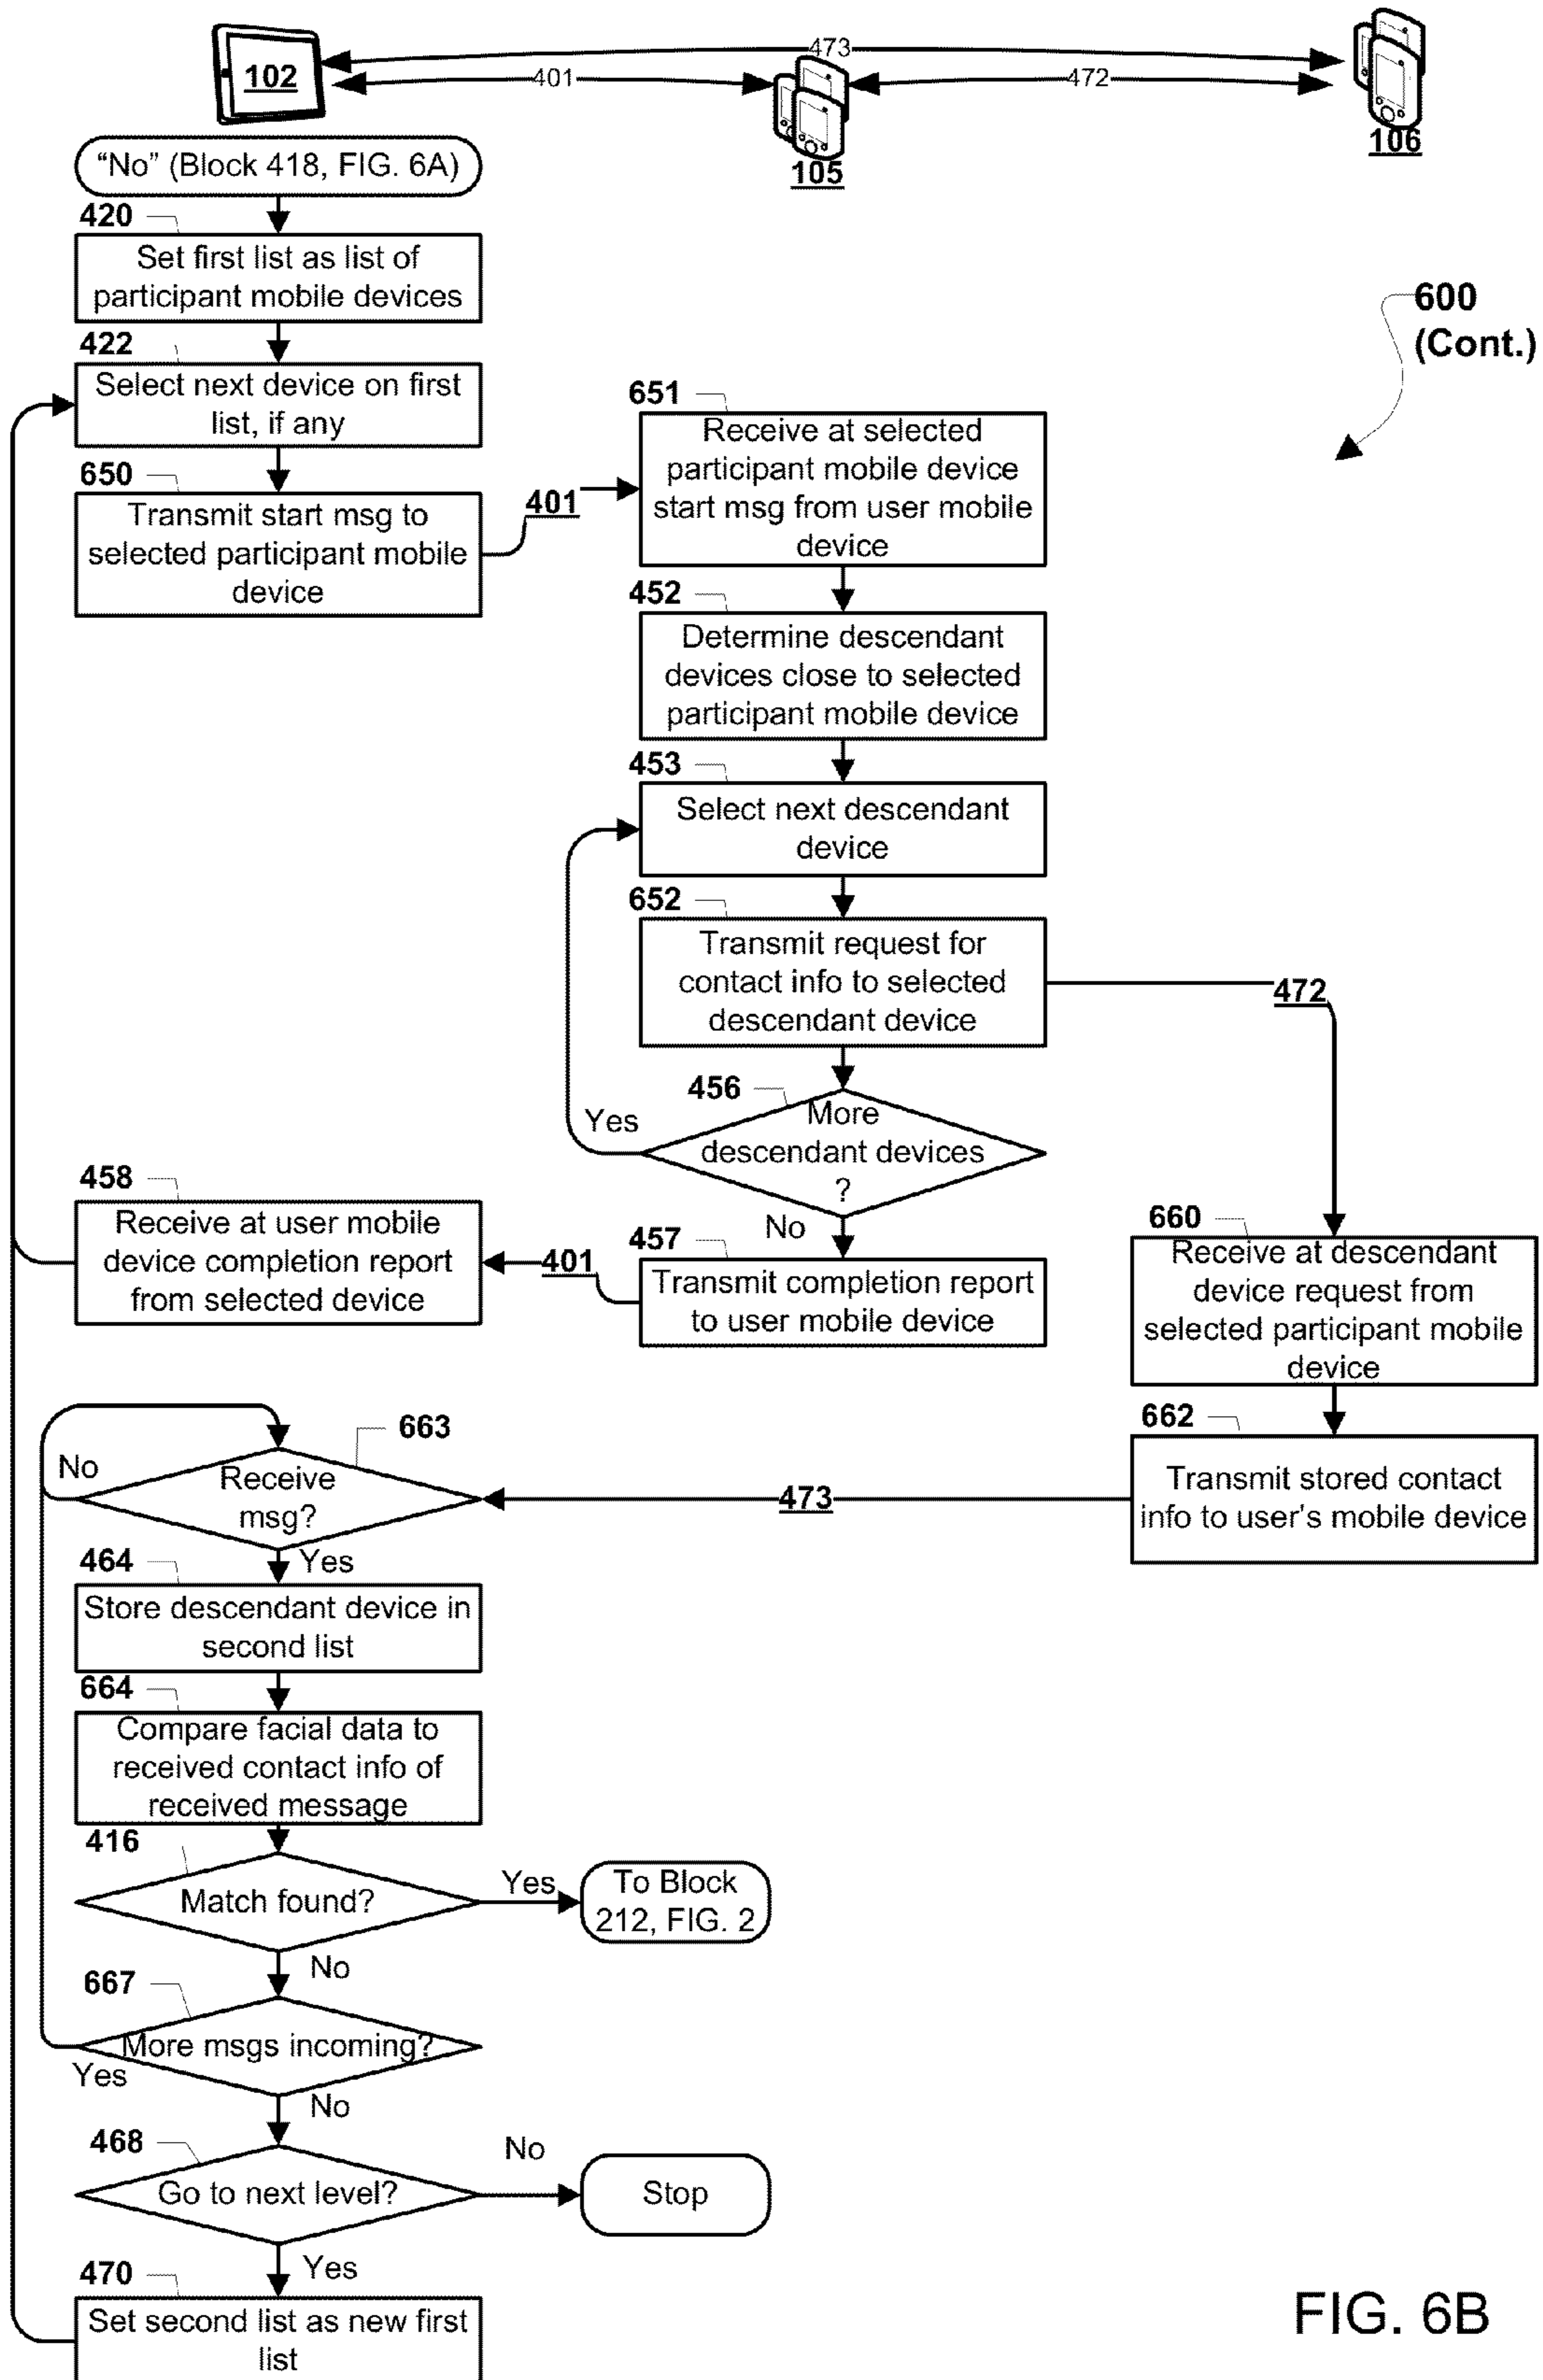 473
102
401
472
105
106
"No" (Block 418, FIG. 6A)
600
(Cont.)
420
Set first list as list of
participant mobile devices
422
Select next device on first
list, if any
650
Transmit start msg to
selected participant mobile
device
401
651
Receive at selected
participant mobile device
start msg from user mobile
device
452
Determine descendant
devices close to selected
participant mobile device
453
Select next descendant
device
652
Transmit request for
contact info to selected
descendant device
472
456
More
descendant devices
?
Yes
No
457
Transmit completion report
to user mobile device
401
458
Receive at user mobile
device completion report
from selected device
660
Receive at descendant
device request from
selected participant mobile
device
662
Transmit stored contact
info to user's mobile device
473
663
Receive
msg?
No
Yes
464
Store descendant device in
second list
664
Compare facial data to
received contact info of
received message
416
Match found?
Yes
To Block
212, FIG. 2
No
667
More msgs incoming?
Yes
No
468
Go to next level?
No
Stop
Yes
470
Set second list as new first
list
FIG. 6B